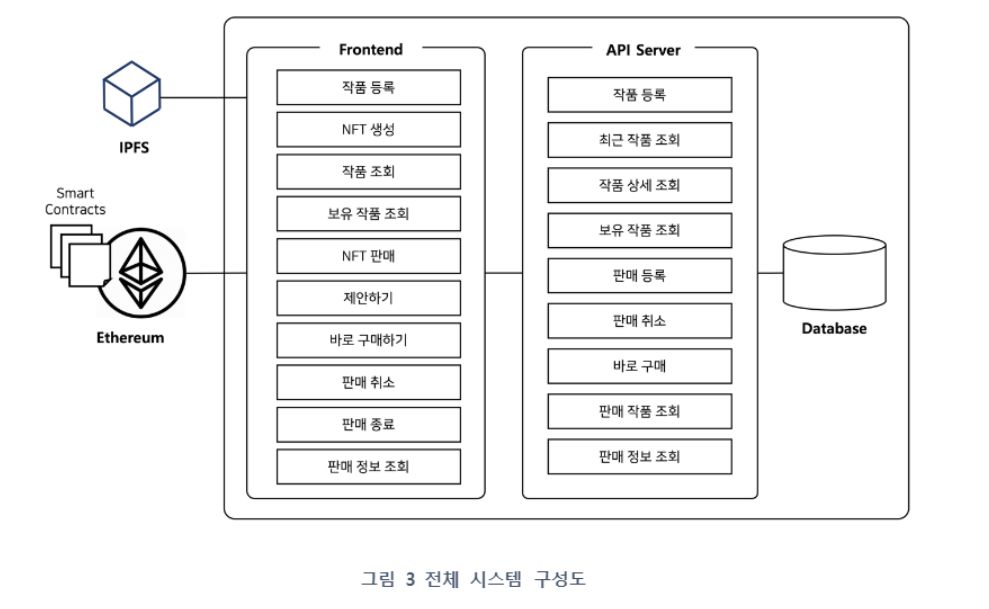 Frontend
작품 등록
NFT 생성
작품 조회
보유 작품 조회
NFT 판매
제안하기
바로 구매하기
판매 취소
판매 종료
판매 정보 조회
API Server
작품 등록
최근 작품 조회
작품 상세 조회
보유 작품 조회
판매 등록
판매 취소
바로 구매
판매 작품 조회
판매 정보 조회
IPFS
Smart
Contracts
Ethereum
Database
그림 3 전체 시스템 구성도